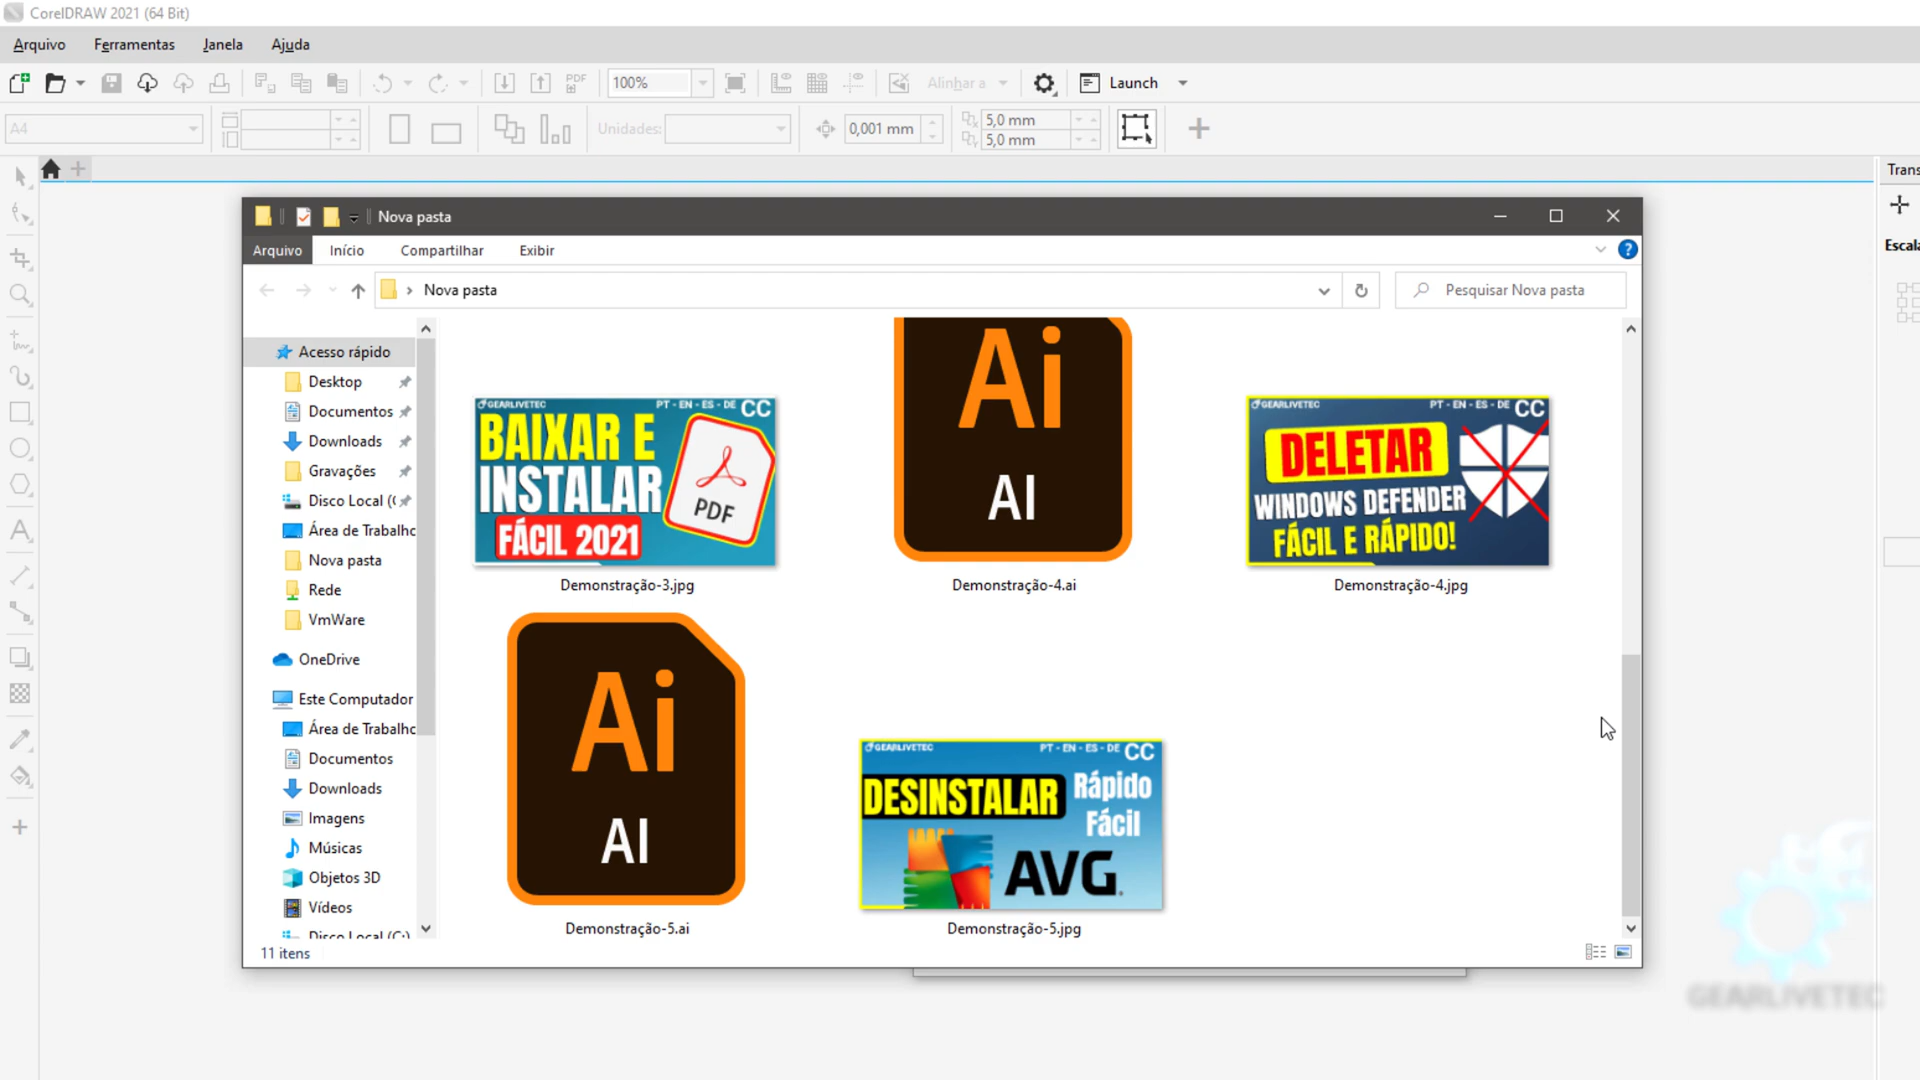 CorelDRAW 2021 (64 Bit)
Arquivo Ferramentas Janela Ajuda
PDF 100% Alinhar a Launch
A4 Unidades: 0,001 mm 5,0 mm
5,0 mm
Trans
Escala
Nova pasta
Arquivo Início Compartilhar Exibir ?
Nova pasta
Pesquisar Nova pasta
Acesso rápido
Desktop
Documentos
Downloads
Gravações
Disco Local (
Área de Trabalho
Nova pasta
Rede
VmWare
OneDrive
Este Computador
Área de Trabalho
Documentos
Downloads
Imagens
Músicas
Objetos 3D
Vídeos
Disco Local (C:)
GEARLIVETEC PT - EN - ES - DE CC
BAIXAR E
INSTALAR
FÁCIL 2021
PDF
Demonstração-3.jpg
Ai
AI
Demonstração-4.ai
GEARLIVETEC PT - EN - ES - DE CC
DELETAR
WINDOWS DEFENDER
FÁCIL E RÁPIDO!
Demonstração-4.jpg
Ai
AI
Demonstração-5.ai
GEARLIVETEC PT - EN - ES - DE CC
DESINSTALAR Rápido
Fácil
AVG
Demonstração-5.jpg
11 itens
GEARLIVETEC